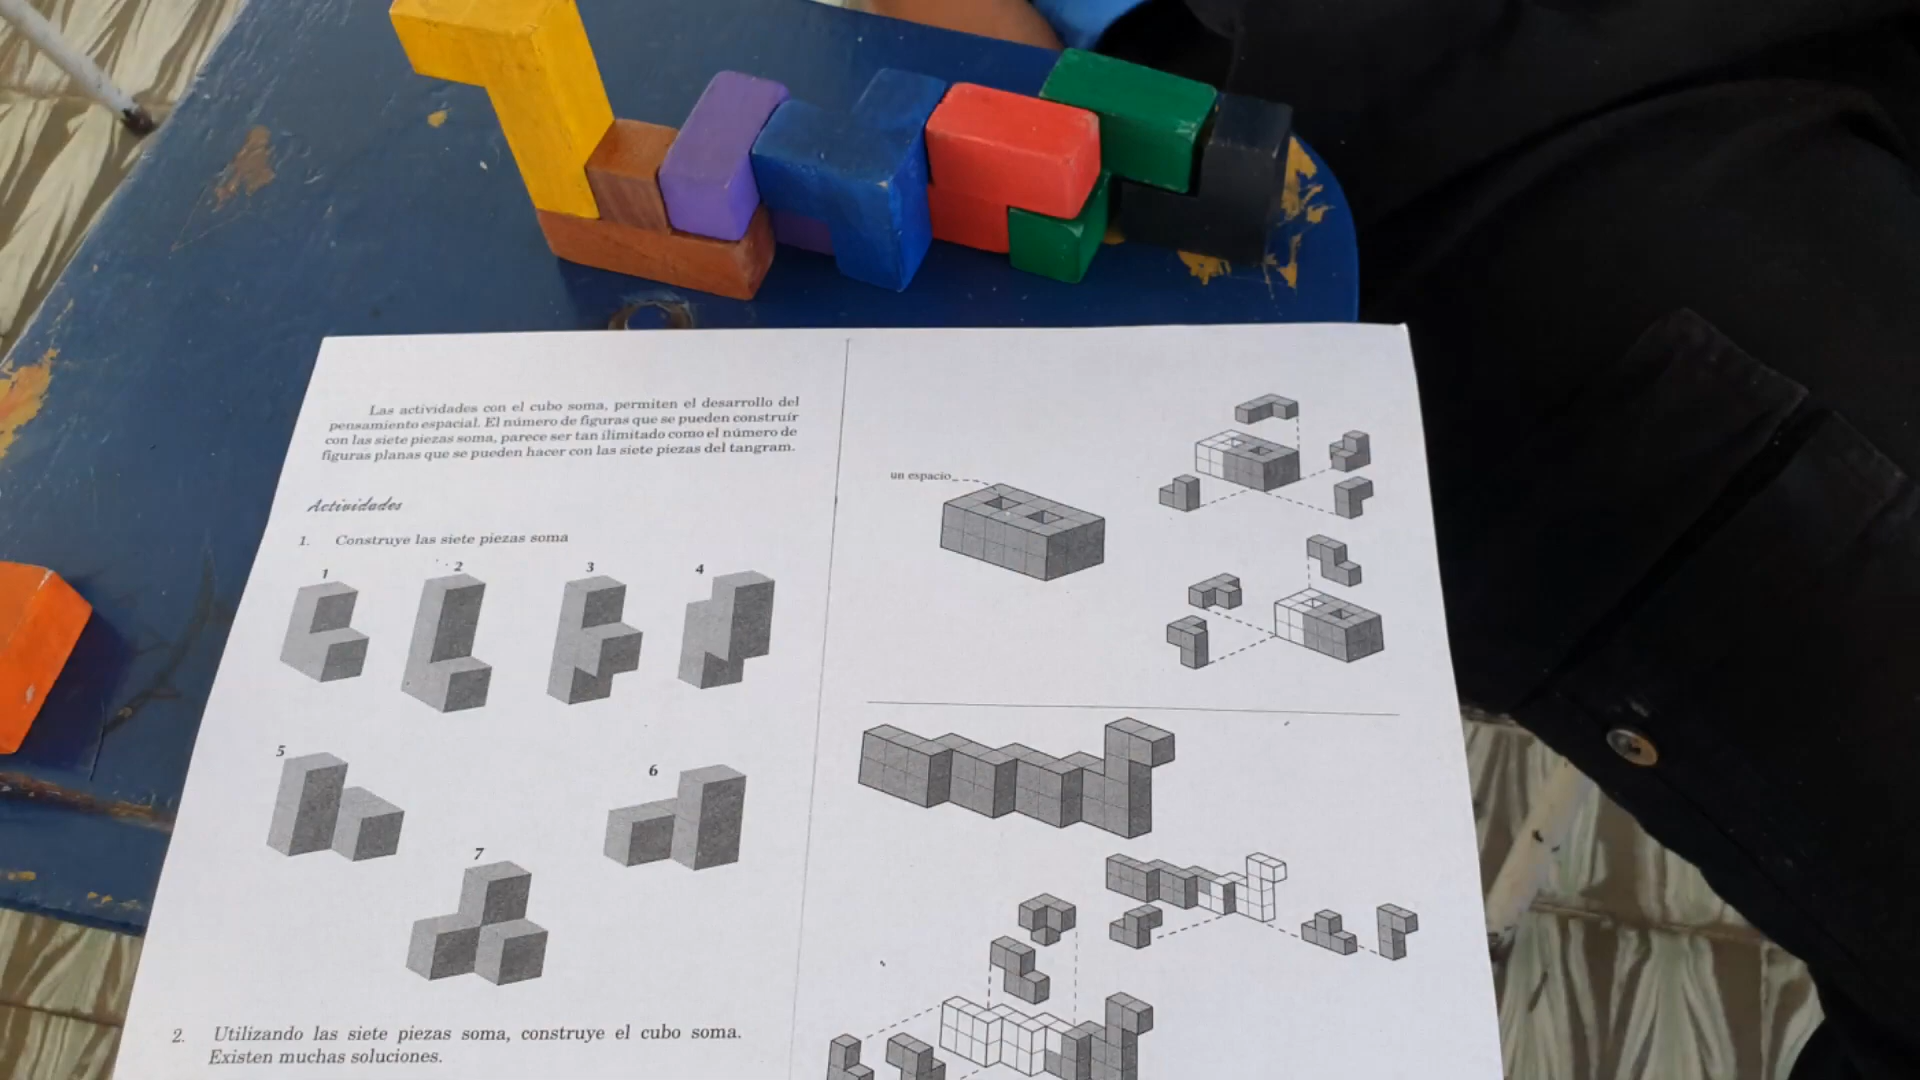 Las actividades con el cubo soma, permiten el desarrollo del
pensamiento espacial. El número de figuras que se pueden construír
con las siete piezas soma, parece ser tan ilimitado como el número de
figuras planas que se pueden hacer con las siete piezas del tangram.
Actividades
1. Construye las siete piezas soma
1
2
3
4
5
6
7
2. Utilizando las siete piezas soma, construye el cubo soma.
Existen muchas soluciones.
un espacio